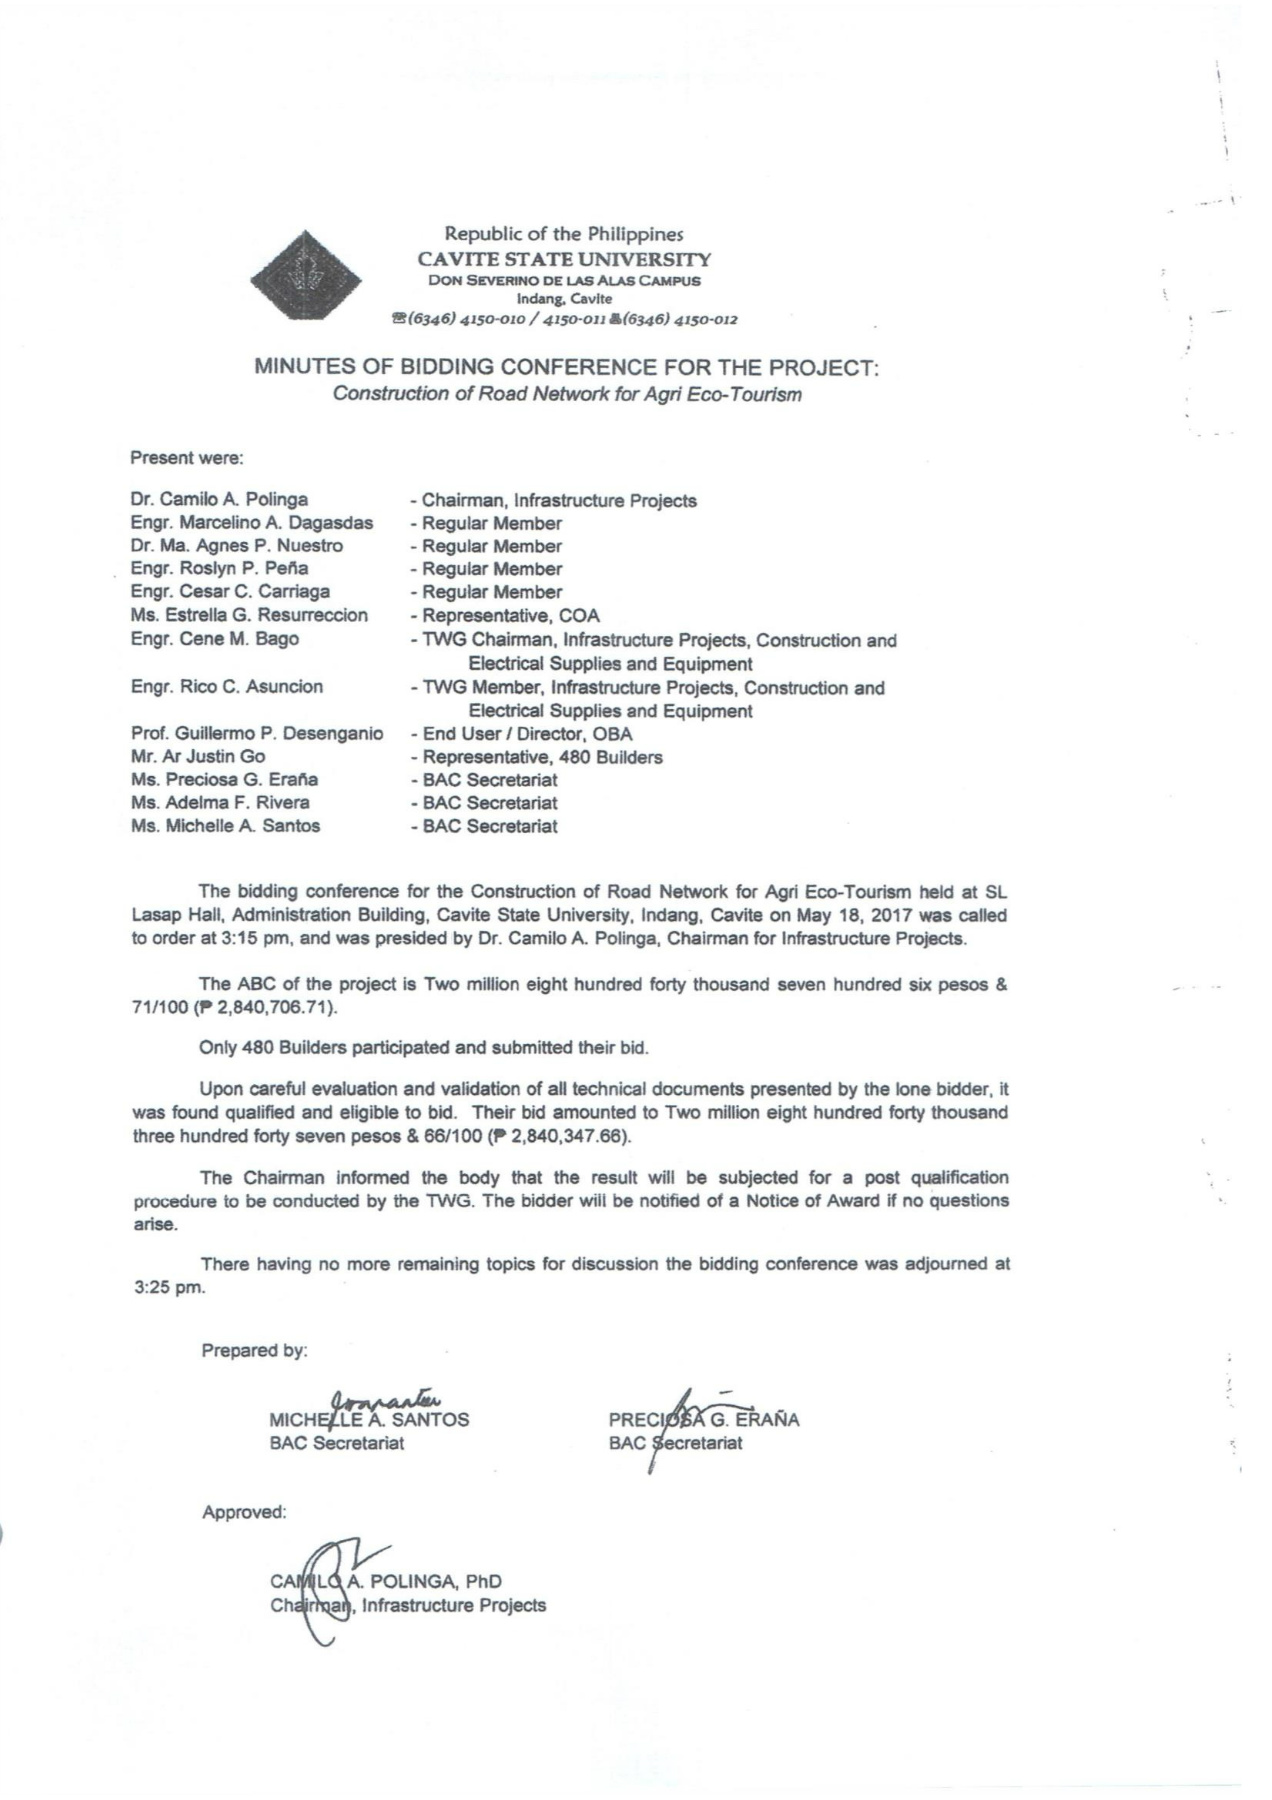 Republic of the Philippines
CAVITE STATE UNIVERSITY
DON SEVERINO DE LAS ALAS CAMPUS
Indang, Cavite
☎(6346) 4150-010 / 4150-011 (6346) 4150-012
MINUTES OF BIDDING CONFERENCE FOR THE PROJECT:
Construction of Road Network for Agri Eco-Tourism
Present were:
Dr. Camilo A. Polinga - Chairman, Infrastructure Projects
Engr. Marcelino A. Dagasdas - Regular Member
Dr. Ma. Agnes P. Nuestro - Regular Member
Engr. Roslyn P. Peña - Regular Member
Engr. Cesar C. Carriaga - Regular Member
Ms. Estrella G. Resurreccion - Representative, COA
Engr. Cene M. Bago - TWG Chairman, Infrastructure Projects, Construction and
Electrical Supplies and Equipment
Engr. Rico C. Asuncion - TWG Member, Infrastructure Projects, Construction and
Electrical Supplies and Equipment
Prof. Guillermo P. Desenganio - End User / Director, OBA
Mr. Ar Justin Go - Representative, 480 Builders
Ms. Preciosa G. Eraña - BAC Secretariat
Ms. Adelma F. Rivera - BAC Secretariat
Ms. Michelle A. Santos - BAC Secretariat
The bidding conference for the Construction of Road Network for Agri Eco-Tourism held at SL
Lasap Hall, Administration Building, Cavite State University, Indang, Cavite on May 18, 2017 was called
to order at 3:15 pm, and was presided by Dr. Camilo A. Polinga, Chairman for Infrastructure Projects.
The ABC of the project is Two million eight hundred forty thousand seven hundred six pesos &
71/100 (₱ 2,840,706.71).
Only 480 Builders participated and submitted their bid.
Upon careful evaluation and validation of all technical documents presented by the lone bidder, it
was found qualified and eligible to bid. Their bid amounted to Two million eight hundred forty thousand
three hundred forty seven pesos & 66/100 (₱ 2,840,347.66).
The Chairman informed the body that the result will be subjected for a post qualification
procedure to be conducted by the TWG. The bidder will be notified of a Notice of Award if no questions
arise.
There having no more remaining topics for discussion the bidding conference was adjourned at
3:25 pm.
Prepared by:
MICHELLE A. SANTOS PRECIOSA G. ERAÑA
BAC Secretariat BAC Secretariat
Approved:
CAMILO A. POLINGA, PhD
Chairman, Infrastructure Projects